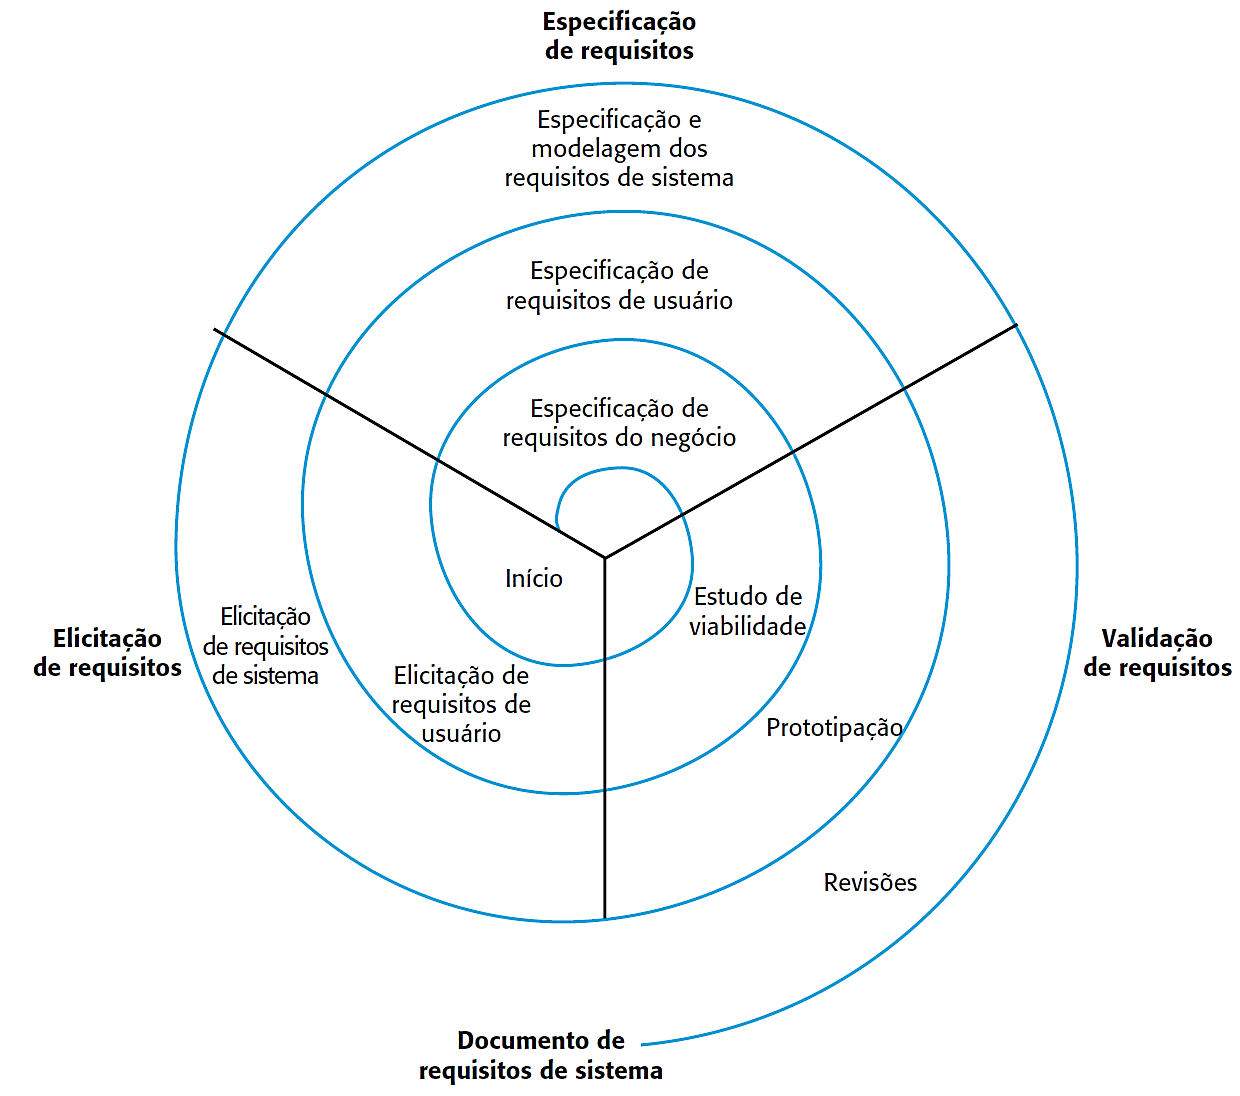 Especificação
de requisitos
Especificação e
modelagem dos
requisitos de sistema
Especificação de
requisitos de usuário
Especificação de
requisitos do negócio
Início
Estudo de
viabilidade
Elicitação
de requisitos
de sistema
Elicitação
de requisitos
Validação
de requisitos
Elicitação de
requisitos de
usuário
Prototipação
Revisões
Documento de
requisitos de sistema